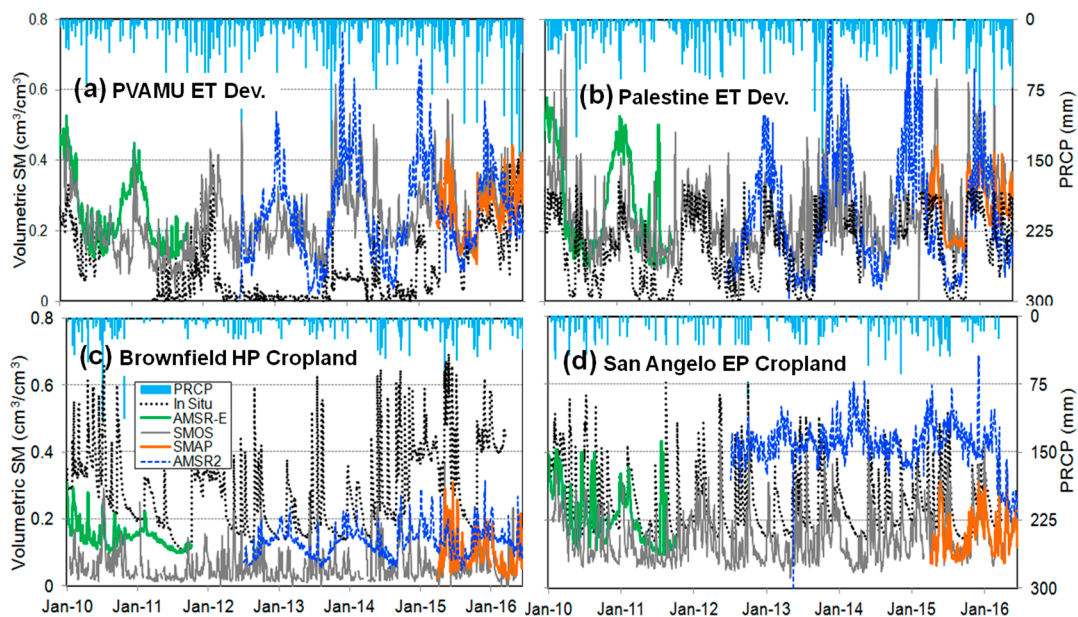 0.8
0.6
0.4
0.2
0
Volumetric SM (cm³/cm³)
(a) PVAMU ET Dev.
(b) Palestine ET Dev.
0
75
150
225
300
PRCP (mm)
0.8
0.6
0.4
0.2
0
Volumetric SM (cm³/cm³)
(c) Brownfield HP Cropland
PRCP
In Situ
AMSR-E
SMOS
SMAP
AMSR2
(d) San Angelo EP Cropland
0
75
150
225
300
PRCP (mm)
Jan-10 Jan-11 Jan-12 Jan-13 Jan-14 Jan-15 Jan-16
Jan-10 Jan-11 Jan-12 Jan-13 Jan-14 Jan-15 Jan-16